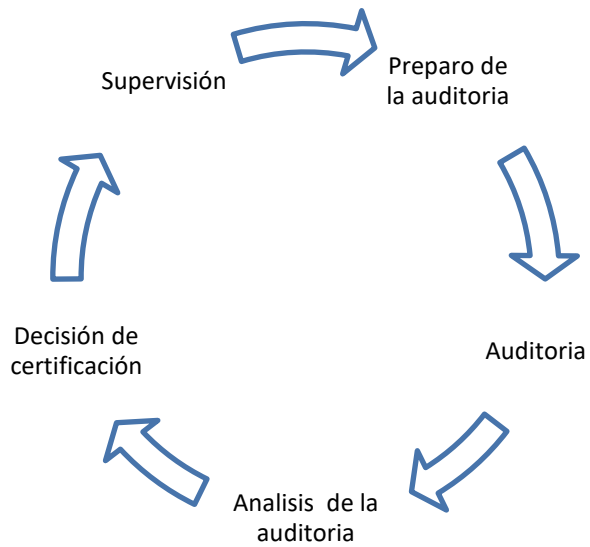 Supervisión
Preparo de
la auditoria
Auditoria
Analisis de la
auditoria
Decisión de
certificación